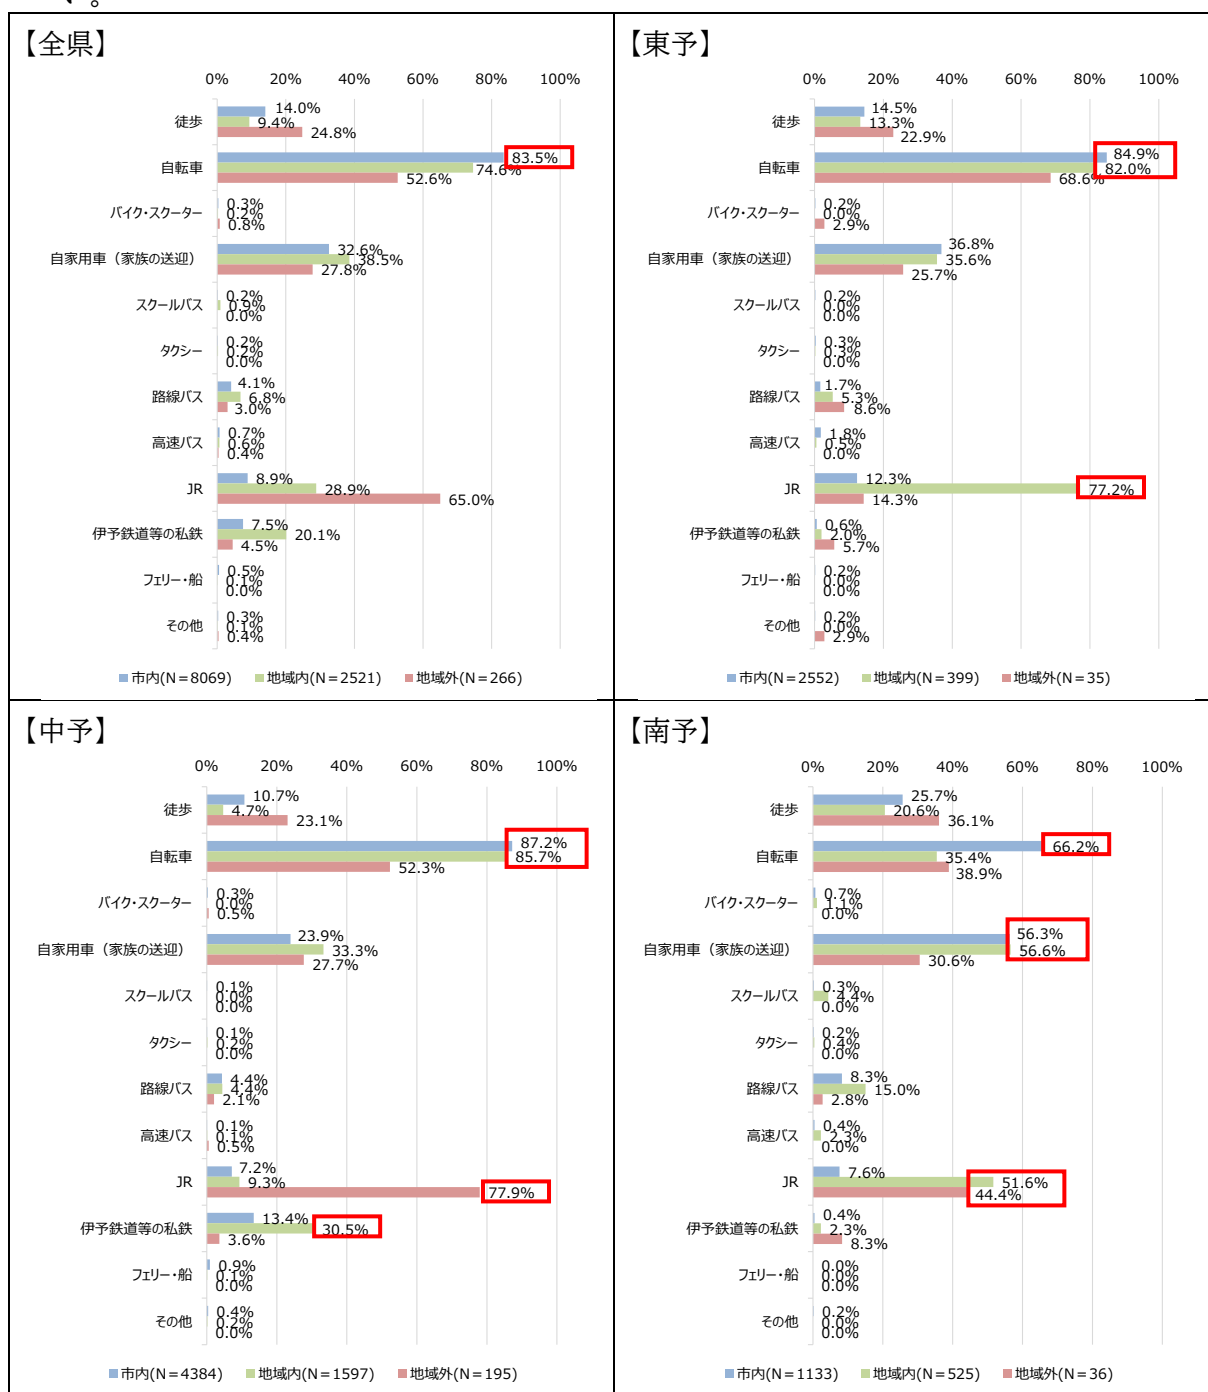 い。
【全県】
0% 20% 40% 60% 80% 100%
徒歩 14.0% 9.4% 24.8%
自転車 83.5% 74.6% 52.6%
バイク・スクーター 0.3% 0.2% 0.8%
自家用車（家族の送迎） 32.6% 38.5% 27.8%
スクールバス 0.2% 0.9% 0.0%
タクシー 0.2% 0.2% 0.0%
路線バス 4.1% 6.8% 3.0%
高速バス 0.7% 0.6% 0.4%
JR 8.9% 28.9% 65.0%
伊予鉄道等の私鉄 7.5% 20.1% 4.5%
フェリー・船 0.5% 0.1% 0.0%
その他 0.3% 0.1% 0.4%
市内(N＝8069) 地域内(N＝2521) 地域外(N＝266)
【東予】
0% 20% 40% 60% 80% 100%
徒歩 14.5% 13.3% 22.9%
自転車 84.9% 82.0% 68.6%
バイク・スクーター 0.2% 0.0% 2.9%
自家用車（家族の送迎） 36.8% 35.6% 25.7%
スクールバス 0.2% 0.0% 0.0%
タクシー 0.3% 0.3% 0.0%
路線バス 1.7% 5.3% 8.6%
高速バス 1.8% 0.5% 0.0%
JR 12.3% 77.2% 14.3%
伊予鉄道等の私鉄 0.6% 2.0% 5.7%
フェリー・船 0.2% 0.0% 0.0%
その他 0.2% 0.0% 2.9%
市内(N＝2552) 地域内(N＝399) 地域外(N＝35)
【中予】
0% 20% 40% 60% 80% 100%
徒歩 10.7% 4.7% 23.1%
自転車 87.2% 85.7% 52.3%
バイク・スクーター 0.3% 0.0% 0.5%
自家用車（家族の送迎） 23.9% 33.3% 27.7%
スクールバス 0.1% 0.0% 0.0%
タクシー 0.1% 0.2% 0.0%
路線バス 4.4% 4.4% 2.1%
高速バス 0.1% 0.1% 0.5%
JR 7.2% 9.3% 77.9%
伊予鉄道等の私鉄 13.4% 30.5% 3.6%
フェリー・船 0.9% 0.1% 0.0%
その他 0.4% 0.2% 0.0%
市内(N＝4384) 地域内(N＝1597) 地域外(N＝195)
【南予】
0% 20% 40% 60% 80% 100%
徒歩 25.7% 20.6% 36.1%
自転車 66.2% 35.4% 38.9%
バイク・スクーター 0.7% 1.1% 0.0%
自家用車（家族の送迎） 56.3% 56.6% 30.6%
スクールバス 0.3% 4.4% 0.0%
タクシー 0.2% 0.4% 0.0%
路線バス 8.3% 15.0% 2.8%
高速バス 0.4% 2.3% 0.0%
JR 7.6% 51.6% 44.4%
伊予鉄道等の私鉄 0.4% 2.3% 8.3%
フェリー・船 0.0% 0.0% 0.0%
その他 0.2% 0.0% 0.0%
市内(N＝1133) 地域内(N＝525) 地域外(N＝36)